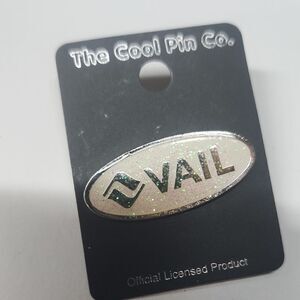 The Cool Pin Co.
VAIL
Official Licensed Product